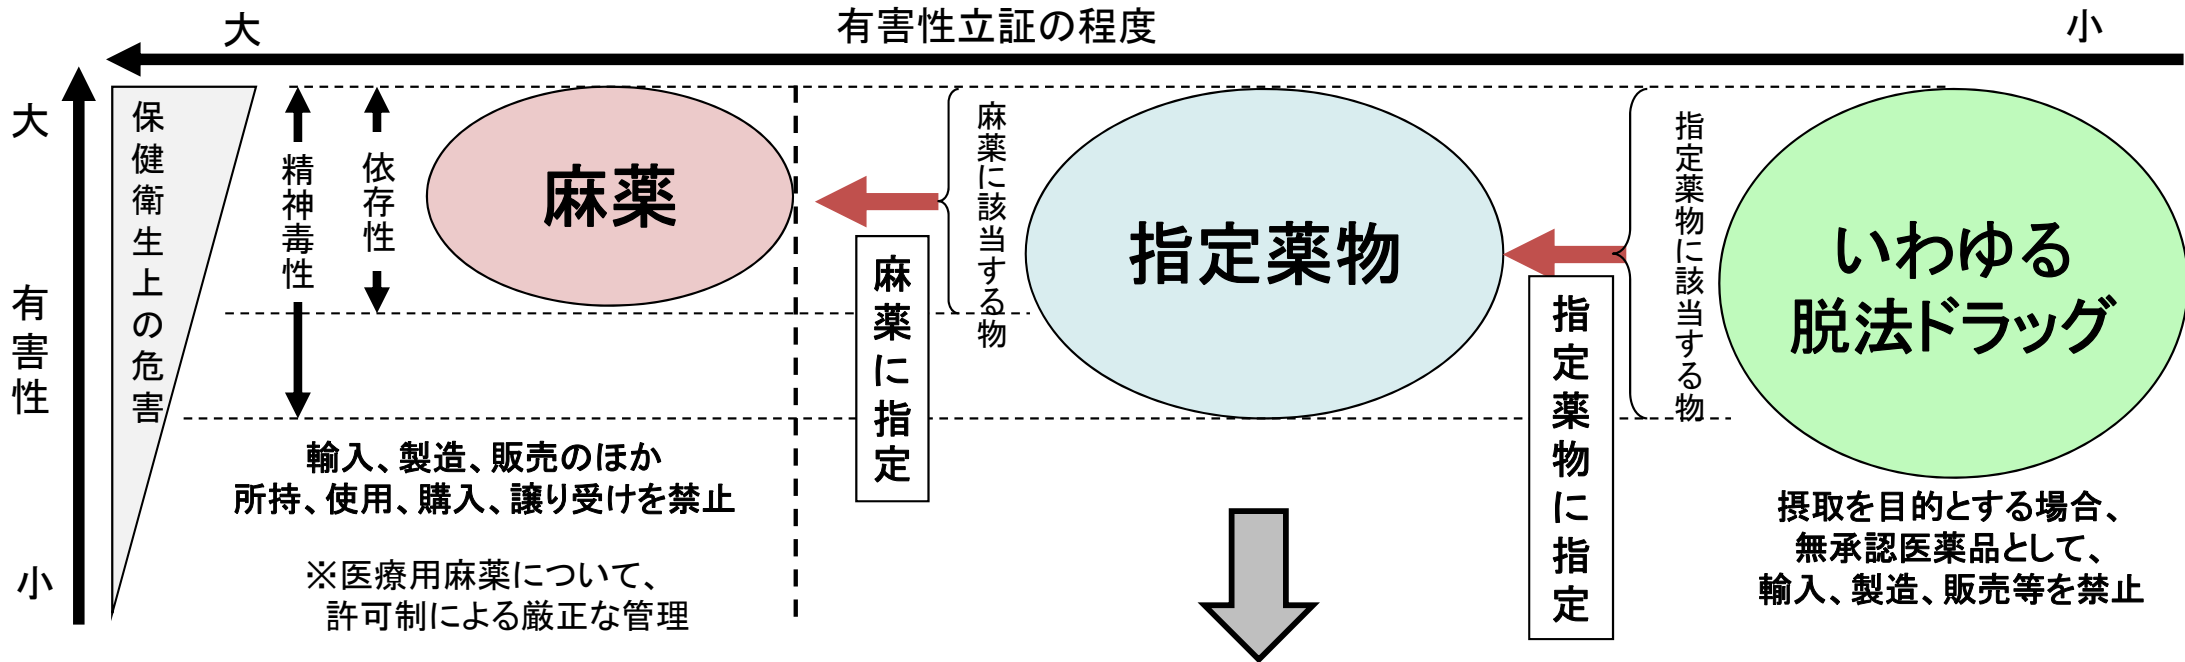 大
有害性立証の程度
小
大
有害性
小
保健衛生上の危害
精神毒性
依存性
麻薬
麻薬に該当する物
麻薬に指定
指定薬物
指定薬物に該当する物
指定薬物に指定
いわゆる
脱法ドラッグ
輸入、製造、販売のほか
所持、使用、購入、譲り受けを禁止
※医療用麻薬について、
許可制による厳正な管理
摂取を目的とする場合、
無承認医薬品として、
輸入、製造、販売等を禁止